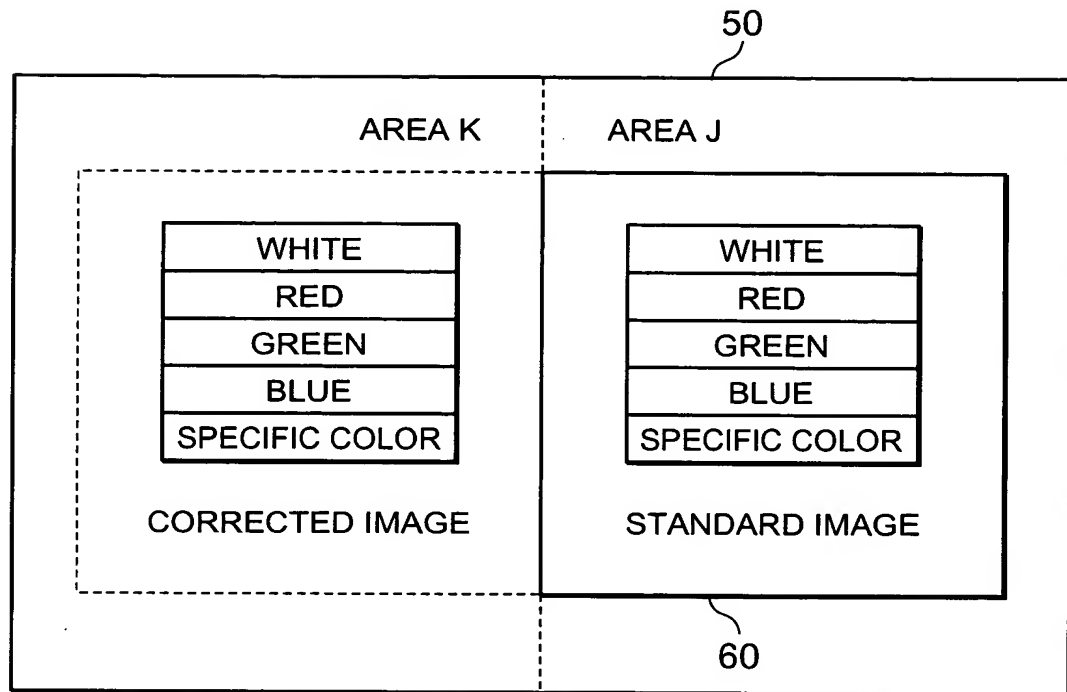 50
AREA K
AREA J
WHITE
RED
GREEN
BLUE
SPECIFIC COLOR
CORRECTED IMAGE
WHITE
RED
GREEN
BLUE
SPECIFIC COLOR
STANDARD IMAGE
60